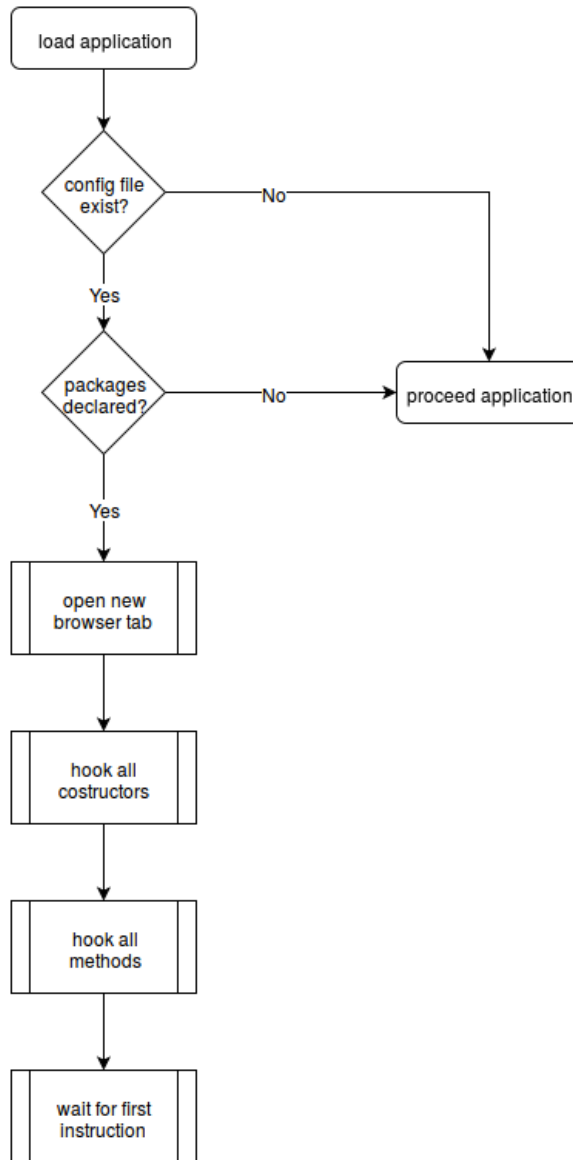 load application
config file
exist?
No
Yes
packages
declared?
No
proceed application
Yes
open new
browser tab
hook all
costructors
hook all
methods
wait for first
instruction